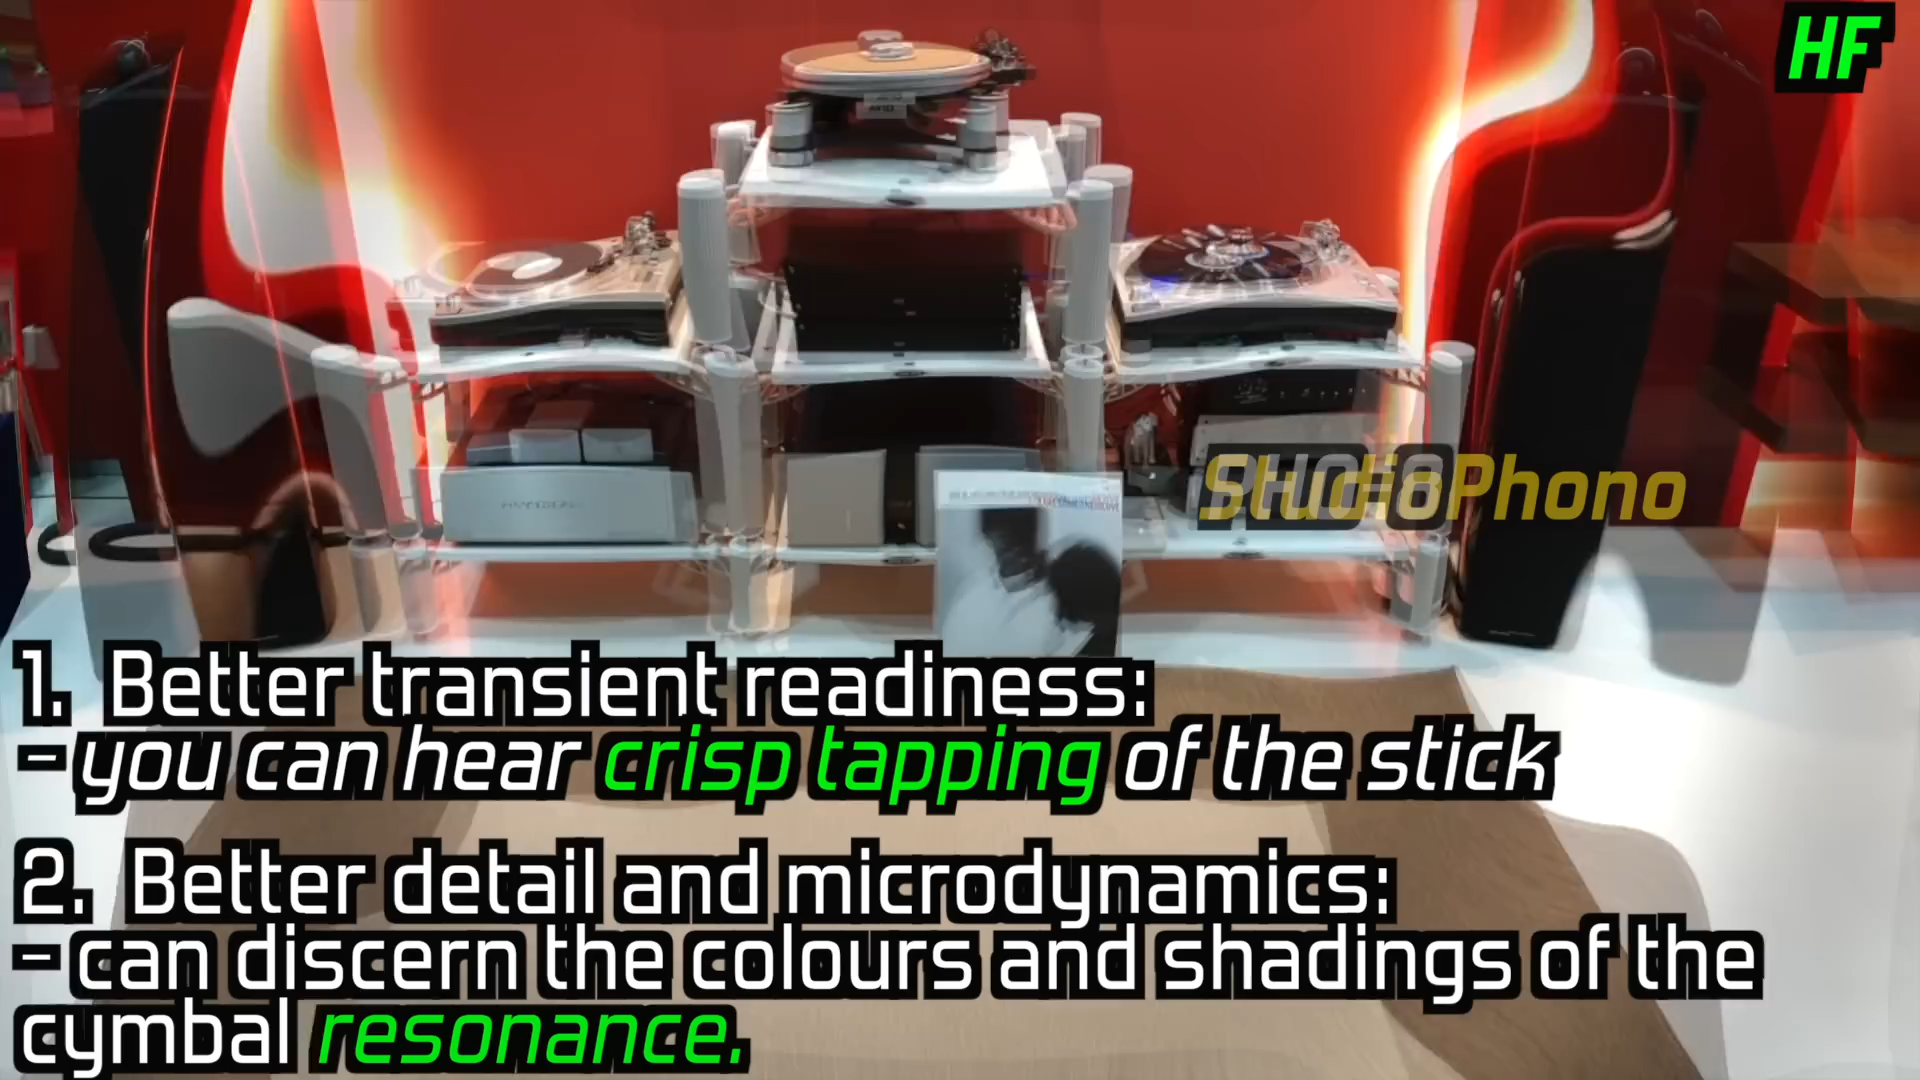 HF
StudioPhono
1. Better transient readiness:
- you can hear crisp tapping of the stick
2. Better detail and microdynamics:
- can discern the colours and shadings of the
cymbal resonance.